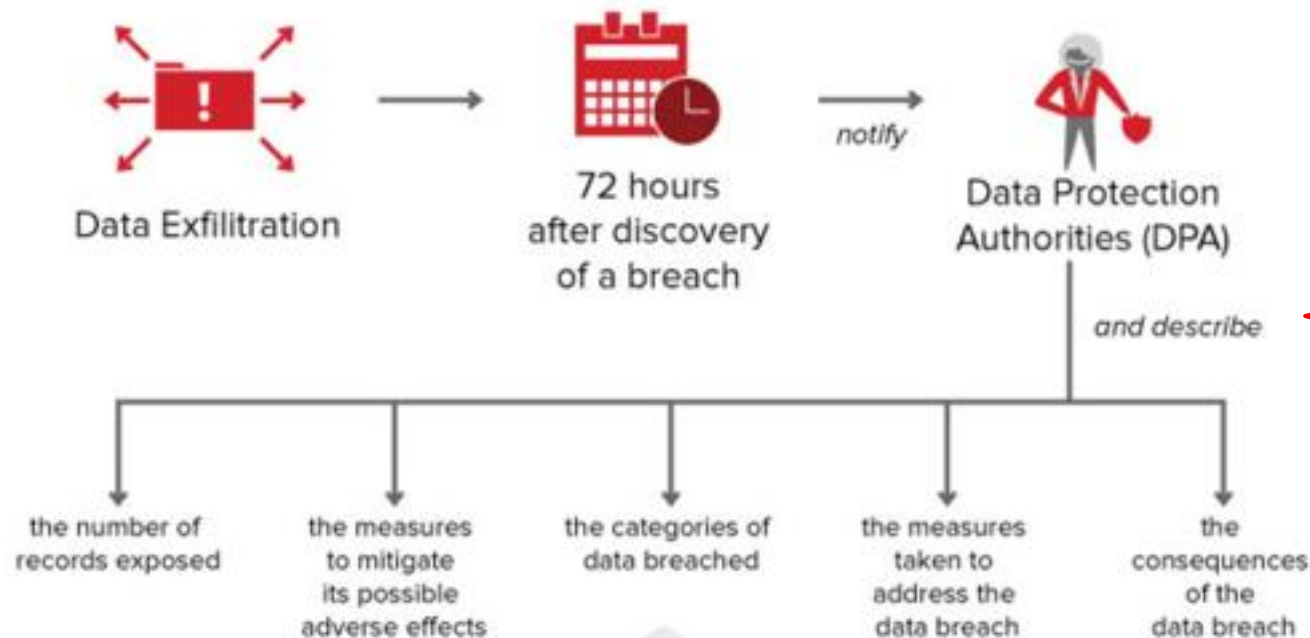 Data Exfilitration
72 hours
after discovery
of a breach
notify
Data Protection
Authorities (DPA)
and describe
the number of
records exposed
the measures
to mitigate
its possible
adverse effects
the categories of
data breached
the measures
taken to
address the
data breach
the
consequences
of the
data breach